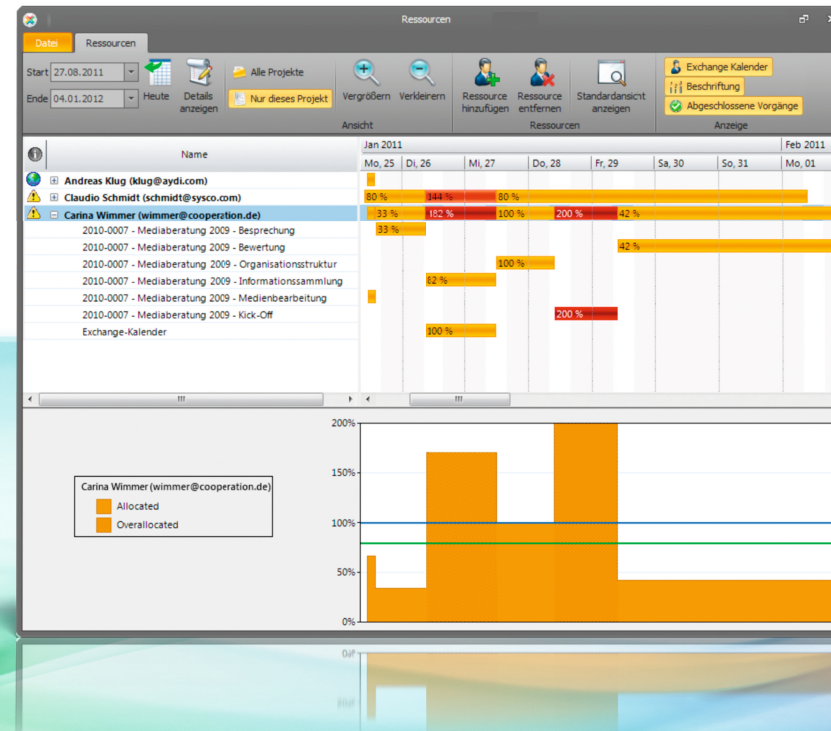 Ressourcen
Datei Ressourcen
Start 27.08.2011
Ende 04.01.2012
Heute
Details anzeigen
Alle Projekte
Nur dieses Projekt
Vergrößern Verkleinern
Ansicht
Ressource hinzufügen
Ressource entfernen
Standardansicht anzeigen
Ressourcen
Exchange Kalender
Beschriftung
Abgeschlossene Vorgänge
Anzeige
Name
Jan 2011 Feb 2011
Mo, 25 Di, 26 Mi, 27 Do, 28 Fr, 29 Sa, 30 So, 31 Mo, 01
Andreas Klug (klug@aydi.com)
Claudio Schmidt (schmidt@sysco.com) 80 % 144 % 80 %
Carina Wimmer (wimmer@cooperation.de) 33 % 182 % 100 % 200 % 42 %
2010-0007 - Mediaberatung 2009 - Besprechung 33 %
2010-0007 - Mediaberatung 2009 - Bewertung 42 %
2010-0007 - Mediaberatung 2009 - Organisationsstruktur 100 %
2010-0007 - Mediaberatung 2009 - Informationssammlung 82 %
2010-0007 - Mediaberatung 2009 - Medienbearbeitung
2010-0007 - Mediaberatung 2009 - Kick-Off 200 %
Exchange-Kalender 100 %
200%
150%
Carina Wimmer (wimmer@cooperation.de)
Allocated
Overallocated
100%
50%
0%